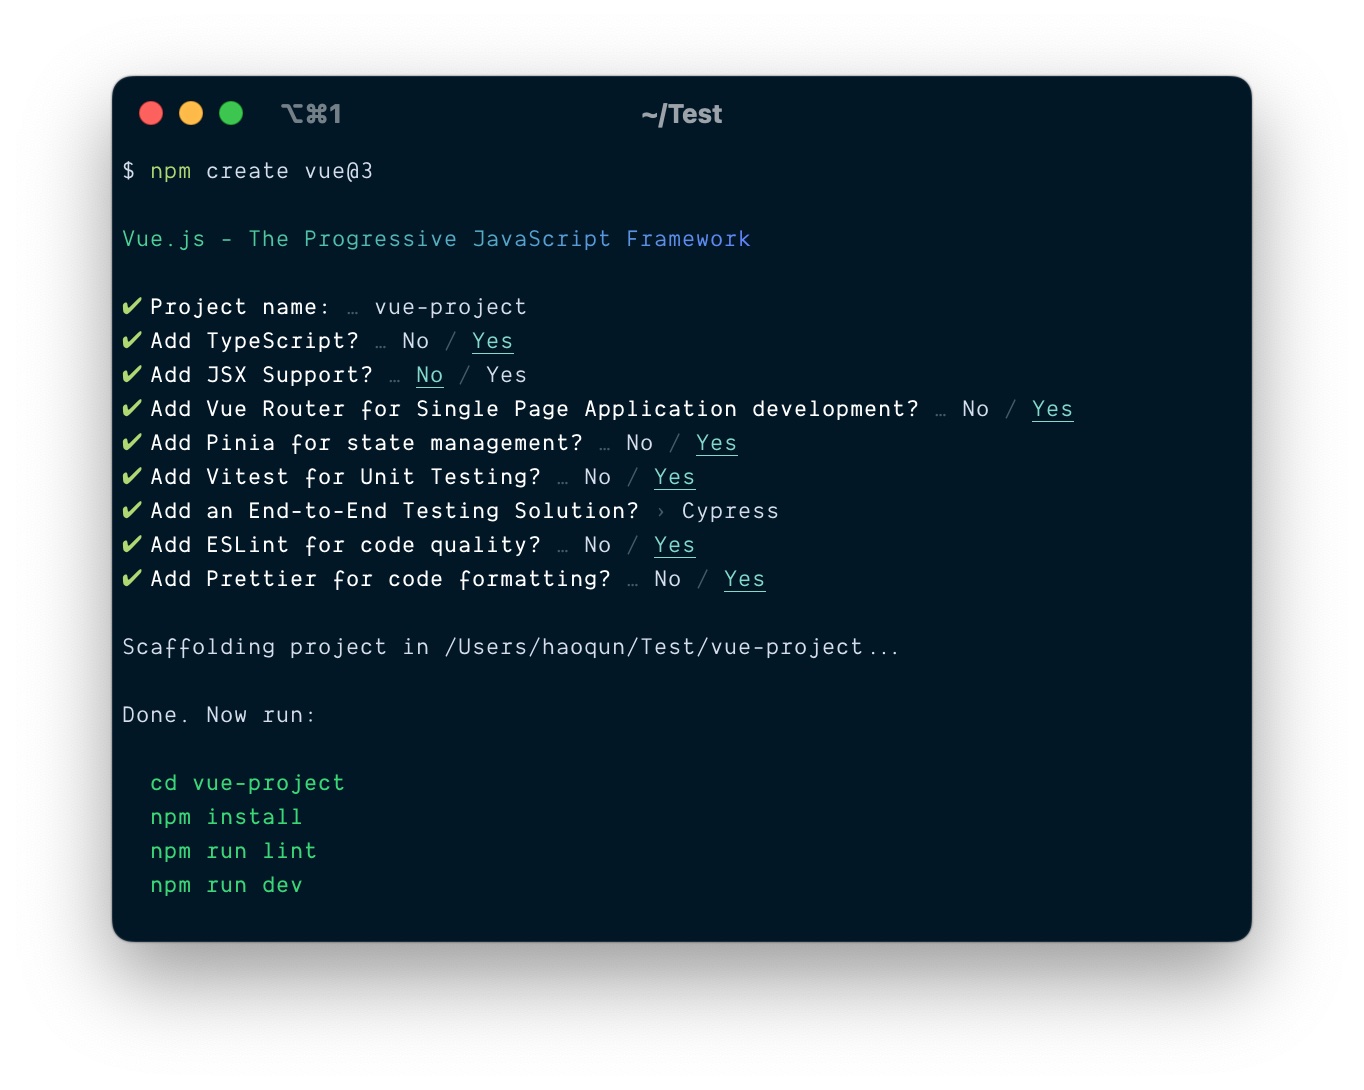 ⌥⌘1
~/Test
$ npm create vue@3
Vue.js - The Progressive JavaScript Framework
✔ Project name: … vue-project
✔ Add TypeScript? … No / Yes
✔ Add JSX Support? … No / Yes
✔ Add Vue Router for Single Page Application development? … No / Yes
✔ Add Pinia for state management? … No / Yes
✔ Add Vitest for Unit Testing? … No / Yes
✔ Add an End-to-End Testing Solution? › Cypress
✔ Add ESLint for code quality? … No / Yes
✔ Add Prettier for code formatting? … No / Yes
Scaffolding project in /Users/haoqun/Test/vue-project...
Done. Now run:
cd vue-project
npm install
npm run lint
npm run dev